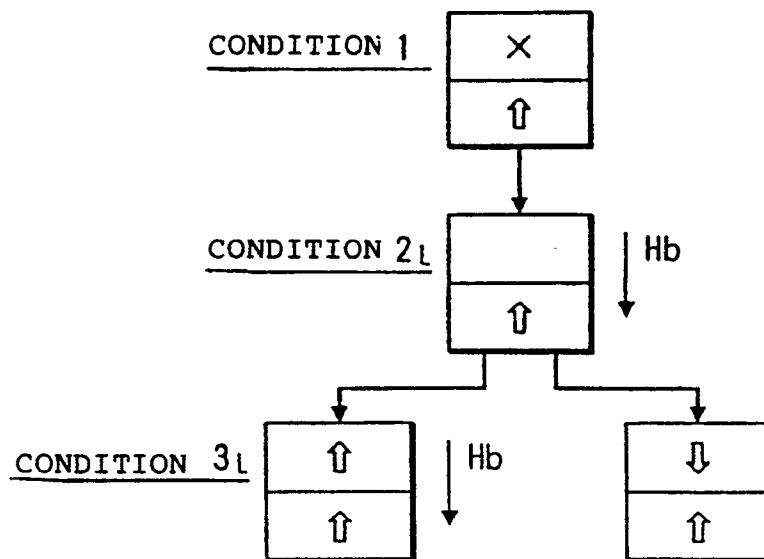 CONDITION 1
×
CONDITION 2L
Hb
CONDITION 3L
Hb